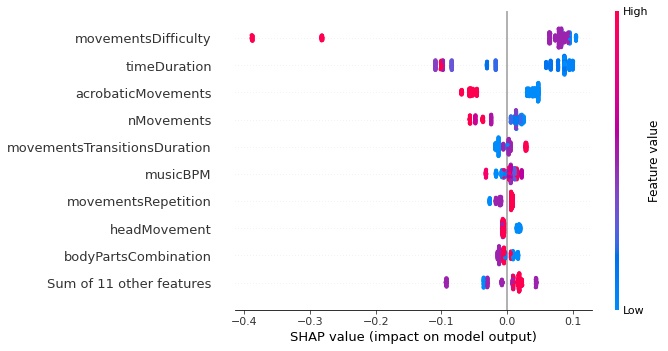 High
movementsDifficulty
timeDuration
acrobaticMovements
nMovements
movementsTransitionsDuration
musicBPM
movementsRepetition
headMovement
bodyPartsCombination
Sum of 11 other features
Feature value
Low
−0.4 −0.3 −0.2 −0.1 0.0 0.1
SHAP value (impact on model output)